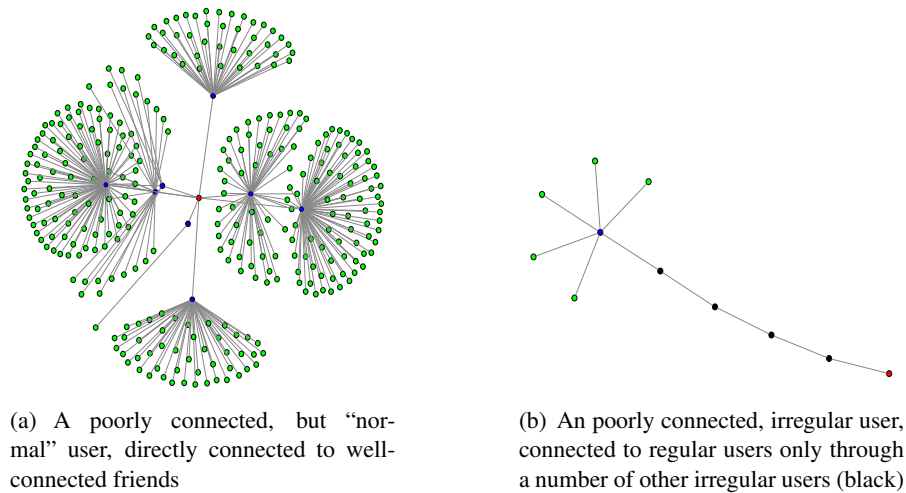 (a) A poorly connected, but “nor-
mal” user, directly connected to well-
connected friends
(b) An poorly connected, irregular user,
connected to regular users only through
a number of other irregular users (black)